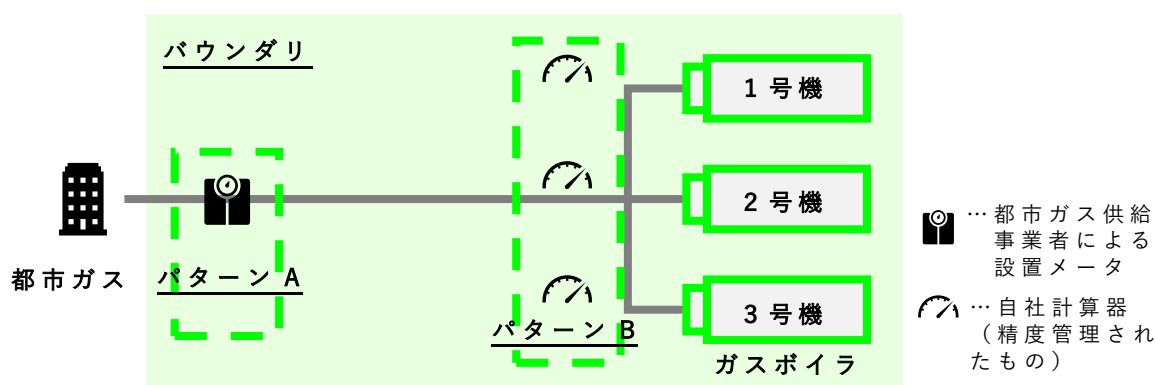 バウンダリ
都市ガス
パターンA
パターンB
1号機
2号機
3号機
ガスボイラ
…都市ガス供給
事業者による
設置メータ
…自社計算器
（精度管理され
たもの）